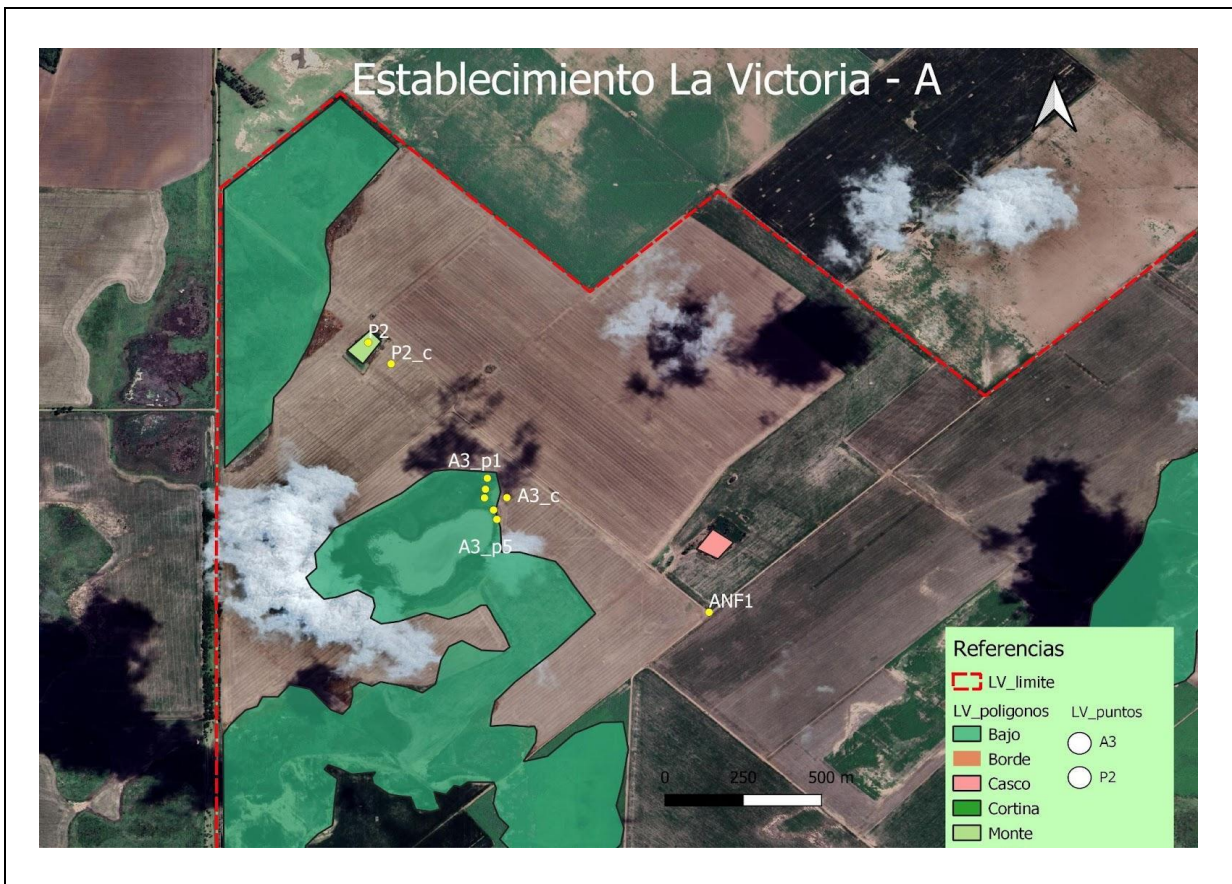 Establecimiento La Victoria - A
P2
P2_c
A3_p1
A3_c
A3_p5
ANF1
0 250 500 m
Referencias
LV_limite
LV_poligonos
Bajo
Borde
Casco
Cortina
Monte
LV_puntos
A3
P2